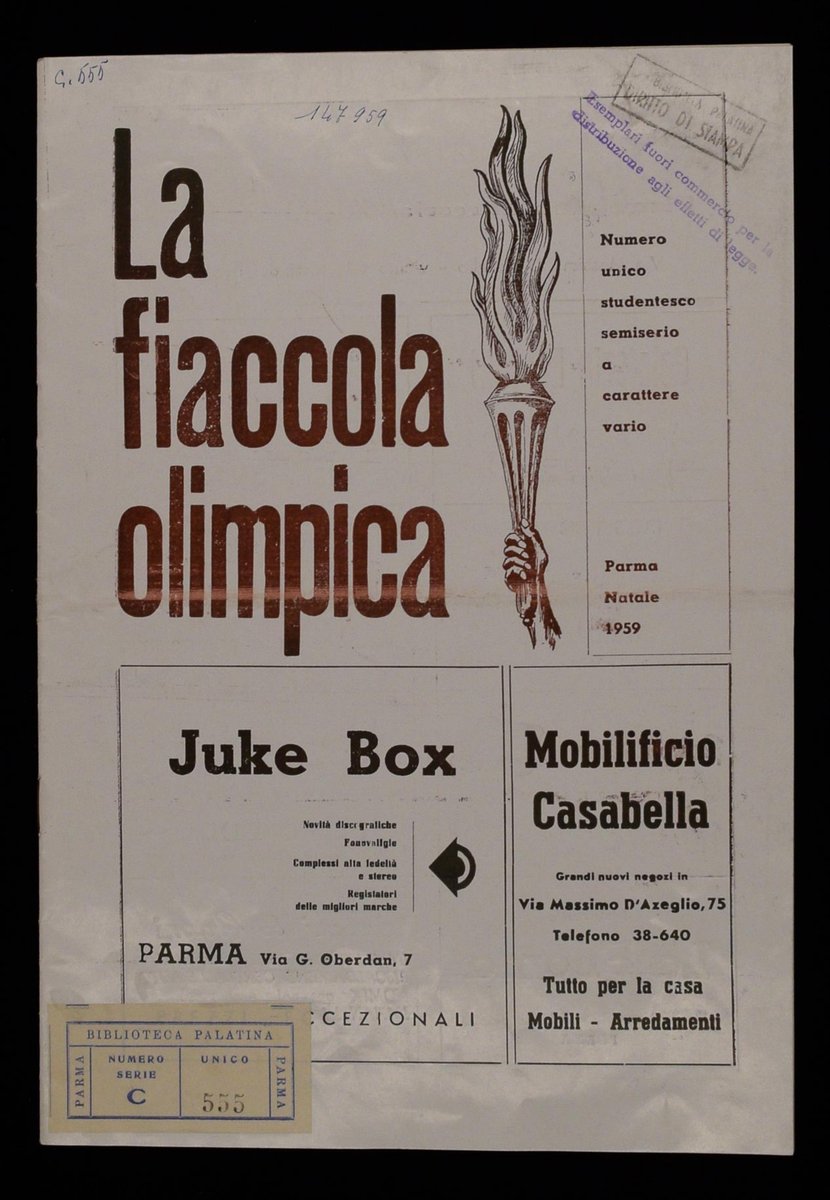 C. 555
147959
BIBLIOTECA PALATINA
DIRITTO DI STAMPA
Esemplari fuori commercio per la
distribuzione agli effetti di legge.
La
fiaccola
olimpica
Numero
unico
studentesco
semiserio
a
carattere
vario
Parma
Natale
1959
Juke Box
Novità discografiche
Fonovaligie
Complessi alta fedeltà
e stereo
Registratori
delle migliori marche
PARMA Via G. Oberdan, 7
CCEZIONALI
Mobilificio
Casabella
Grandi nuovi negozi in
Via Massimo D'Azeglio, 75
Telefono 38-640
Tutto per la casa
Mobili - Arredamenti
BIBLIOTECA PALATINA
PARMA
NUMERO UNICO
SERIE
C 555
PARMA